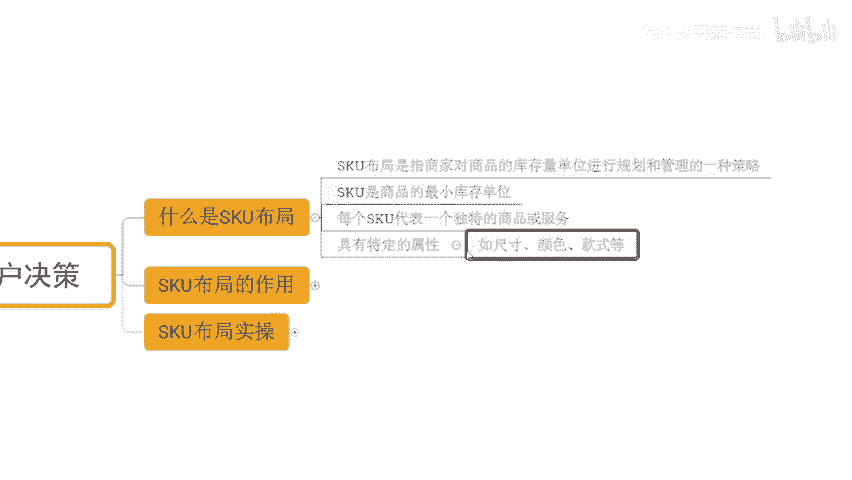 SKU布局是指商家对商品的库存量单位进行规划和管理的一种策略
SKU是商品的最小库存单位
什么是SKU布局
每个SKU代表一个独特的商品或服务
具有特定的属性
如尺寸、颜色、款式等
户决策
SKU布局的作用
SKU布局实操
bilibili